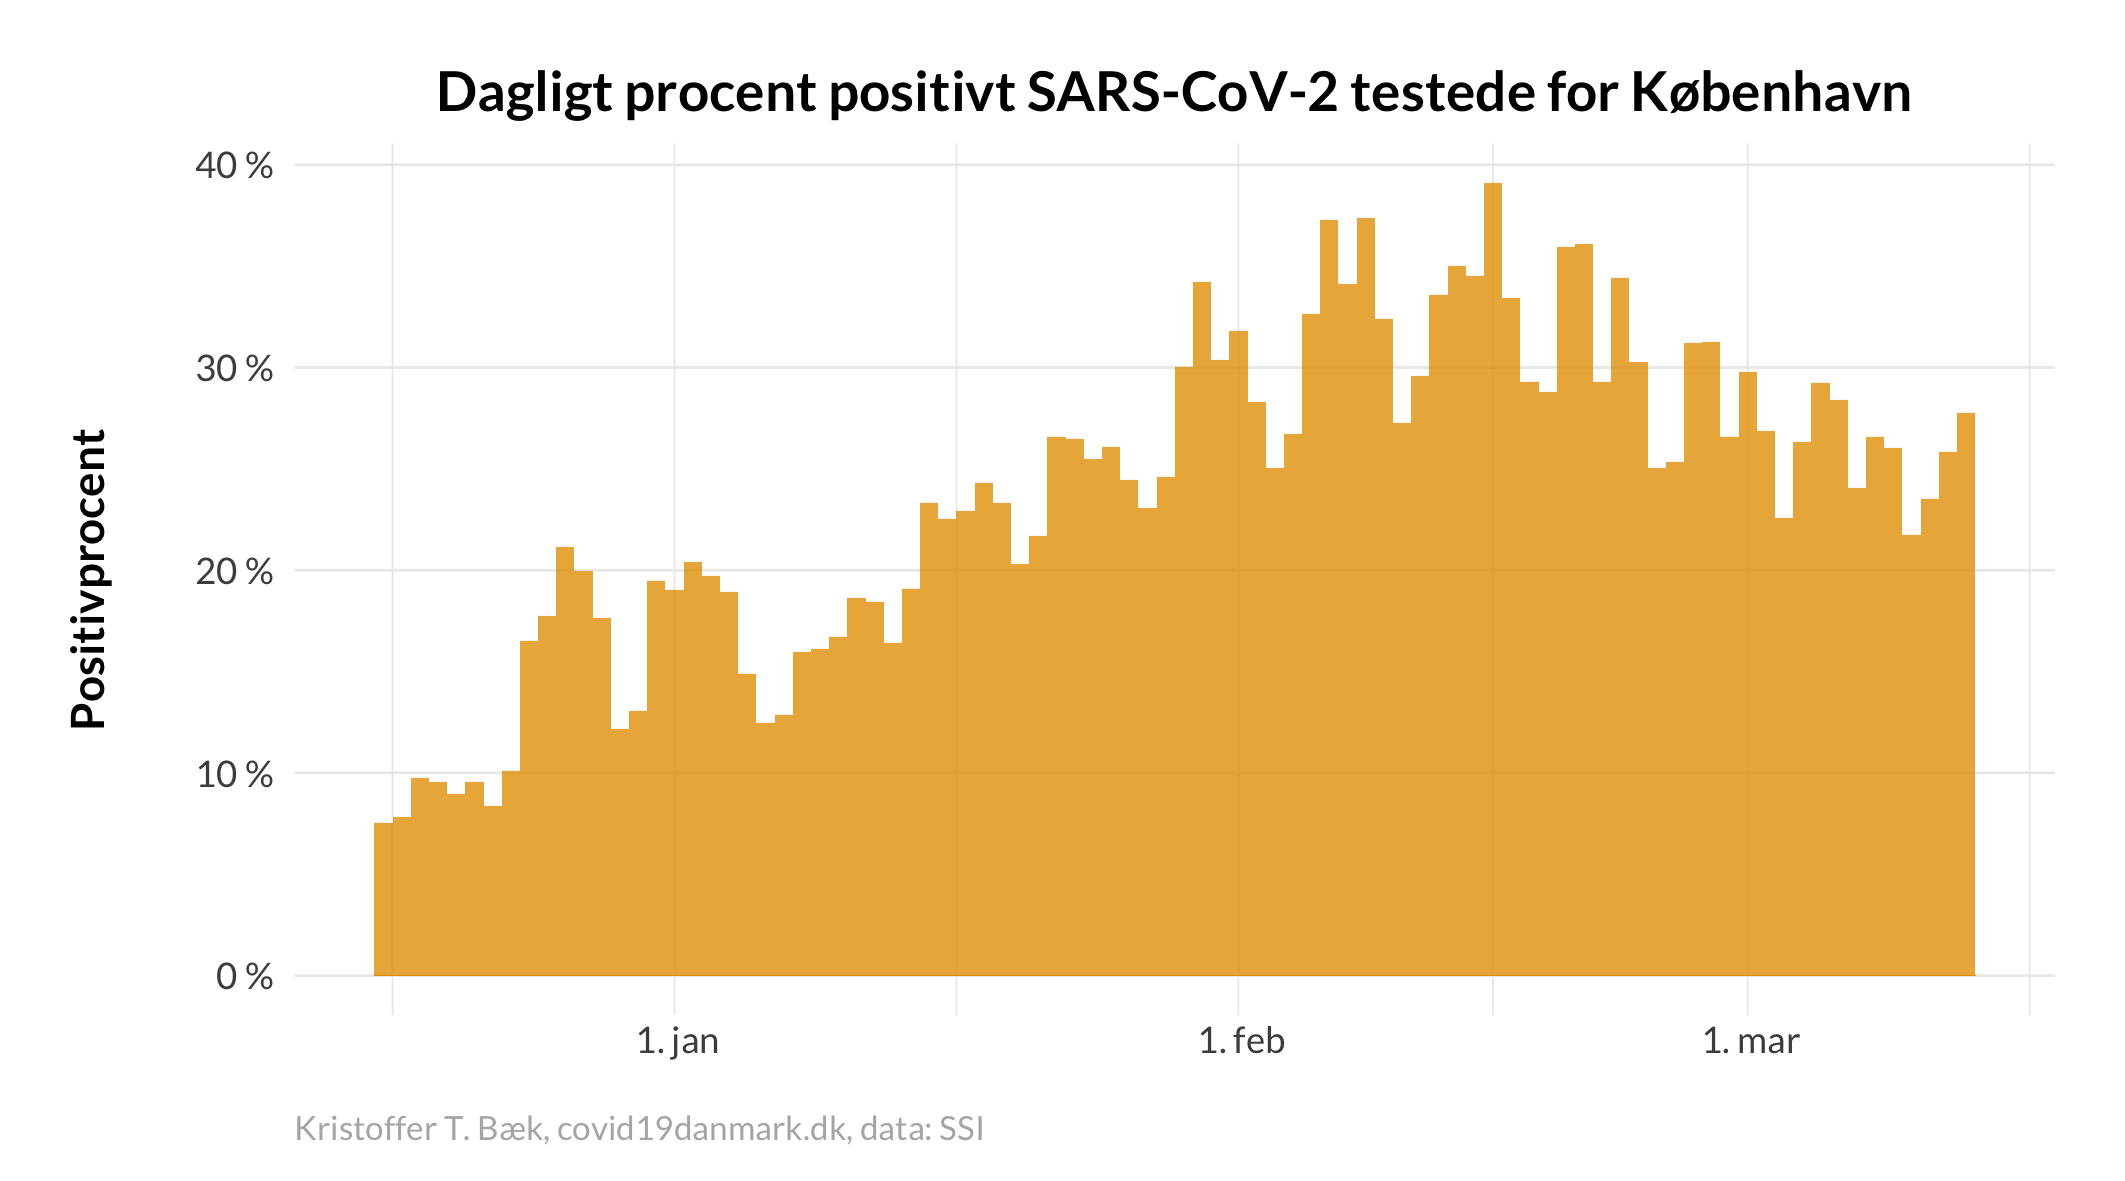 Dagligt procent positivt SARS-CoV-2 testede for København
Positivprocent
40 %
30 %
20 %
10 %
0 %
1. jan
1. feb
1. mar
Kristoffer T. Bæk, covid19danmark.dk, data: SSI